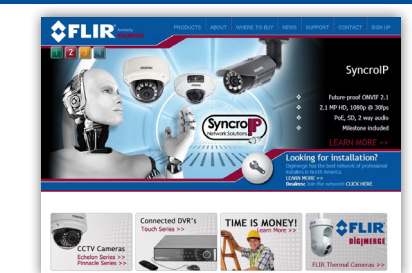 FLIR formerly
DIGIMERGE
PRODUCTS ABOUT WHERE TO BUY NEWS SUPPORT CONTACT SIGN UP
1 2 3 4
SyncroIP
Future-proof ONVIF 2.1
2.1 MP HD, 1080p @ 30fps
PoE, SD, 2 way audio
Milestone included
LEARN MORE >>
SyncroIP
Network Solutions
Looking for installation?
Digimerge has the best network of professional
installers in North America.
LEARN MORE >>
Dealers: Join the network! CLICK HERE.
CCTV Cameras
Echelon Series >>
Pinnacle Series >>
Connected DVR's
Touch Series >>
TIME IS MONEY!
Learn More >>
FLIR
DIGIMERGE
FLIR Thermal Cameras >>